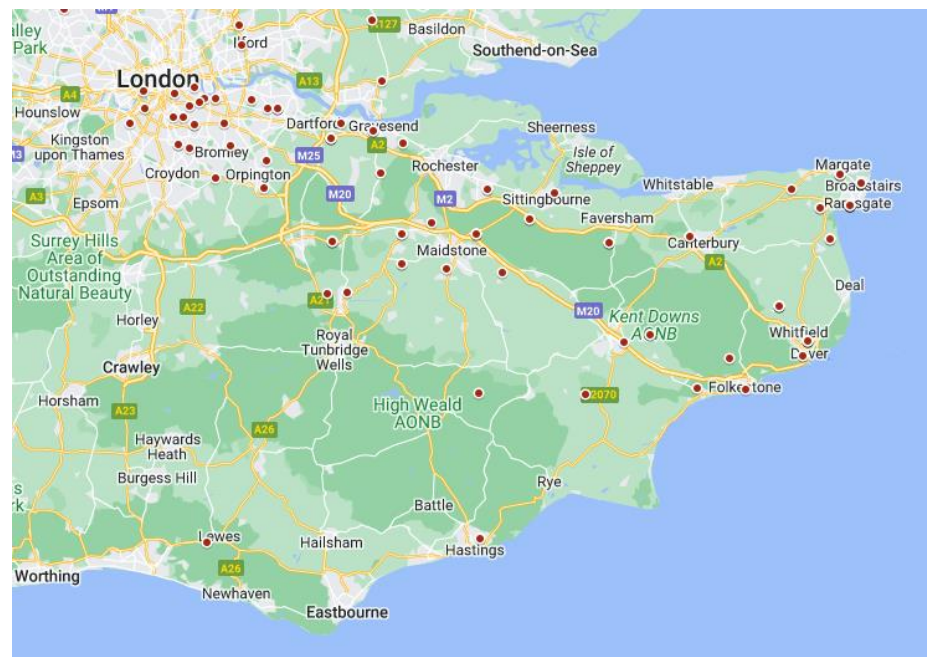 A127
Basildon
Ilford
alley
Park
Southend-on-Sea
London
A13
A4
Hounslow
Dartford
Gravesend
Sheerness
Kingston
upon Thames
A2
M25
M3
Bromley
Isle of
Sheppey
Croydon
Orpington
Rochester
Margate
Whitstable
Broadstairs
M20
M2
A3
Epsom
Sittingbourne
Ramsgate
Faversham
Surrey Hills
Area of
Outstanding
Natural Beauty
Maidstone
Canterbury
A2
Deal
A21
A22
Horley
M20
Kent Downs
AONB
Royal
Tunbridge
Wells
Whitfield
Dover
Crawley
Horsham
A2070
Folkestone
A23
High Weald
AONB
A26
Haywards
Heath
Burgess Hill
Rye
Battle
Lewes
Hailsham
Hastings
A26
Worthing
Newhaven
Eastbourne